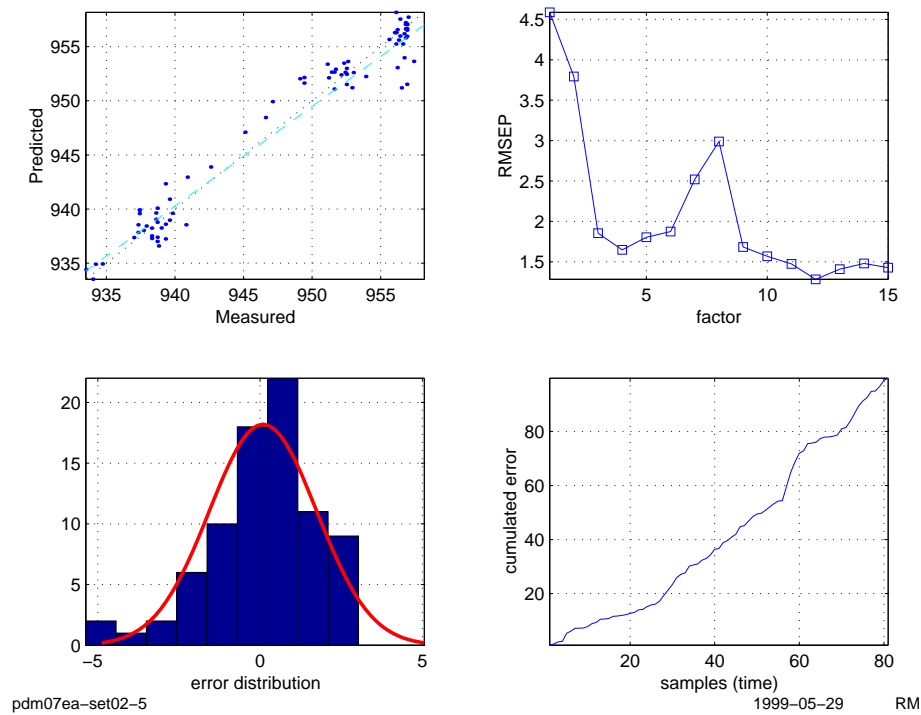 955
950
945
940
935
Predicted
935 940 945 950 955
Measured
4.5
4
3.5
3
2.5
2
1.5
RMSEP
5 10 15
factor
20
15
10
5
0
−5 0 5
error distribution
80
60
40
20
cumulated error
20 40 60 80
samples (time)
pdm07ea−set02−5
1999−05−29 RM